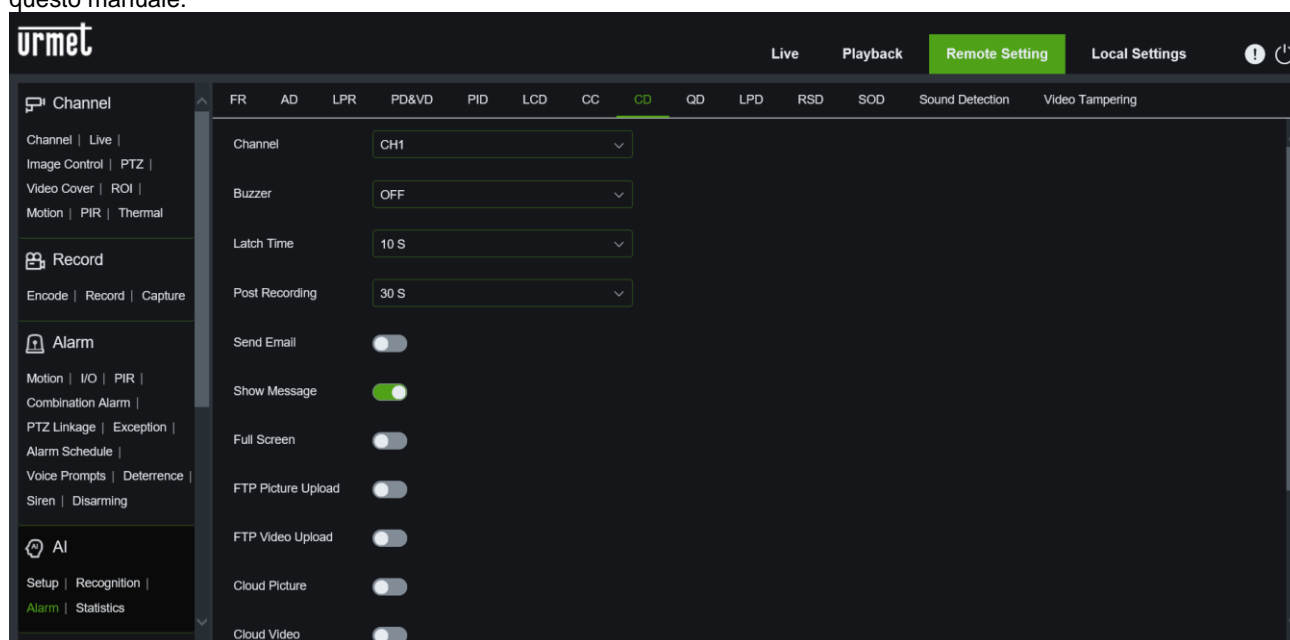 questo manuale.
urmet
Live Playback Remote Setting Local Settings
Channel
Channel | Live |
Image Control | PTZ |
Video Cover | ROI |
Motion | PIR | Thermal
Record
Encode | Record | Capture
Alarm
Motion | I/O | PIR |
Combination Alarm |
PTZ Linkage | Exception |
Alarm Schedule |
Voice Prompts | Deterrence |
Siren | Disarming
AI
Setup | Recognition |
Alarm | Statistics
FR AD LPR PD&VD PID LCD CC CD QD LPD RSD SOD Sound Detection Video Tampering
Channel CH1
Buzzer OFF
Latch Time 10 S
Post Recording 30 S
Send Email
Show Message
Full Screen
FTP Picture Upload
FTP Video Upload
Cloud Picture
Cloud Video